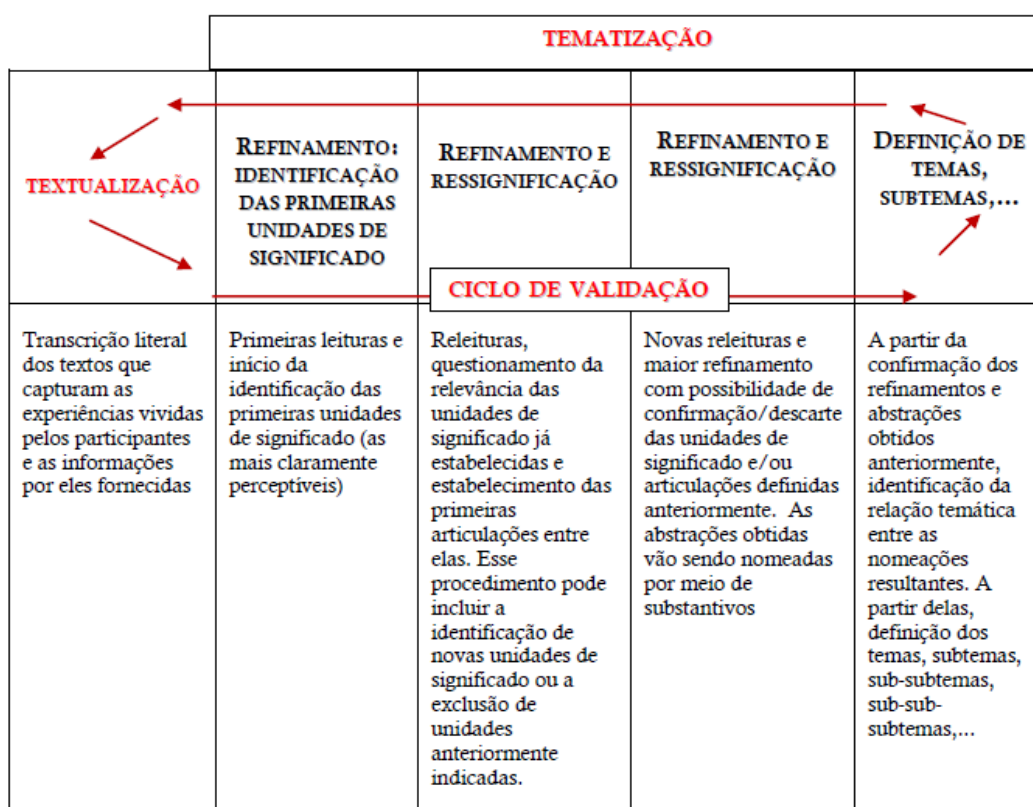 TEMATIZAÇÃO
TEXTUALIZAÇÃO
REFINAMENTO:
IDENTIFICAÇÃO
DAS PRIMEIRAS
UNIDADES DE
SIGNIFICADO
REFINAMENTO E
RESSIGNIFICAÇÃO
REFINAMENTO E
RESSIGNIFICAÇÃO
DEFINIÇÃO DE
TEMAS,
SUBTEMAS,...
CICLO DE VALIDAÇÃO
Transcrição literal
dos textos que
capturam as
experiências vividas
pelos participantes
e as informações
por eles fornecidas
Primeiras leituras e
início da
identificação das
primeiras unidades
de significado (as
mais claramente
perceptíveis)
Releituras,
questionamento da
relevância das
unidades de
significado já
estabelecidas e
estabelecimento das
primeiras
articulações entre
elas. Esse
procedimento pode
incluir a
identificação de
novas unidades de
significado ou a
exclusão de
unidades
anteriormente
indicadas.
Novas releituras e
maior refinamento
com possibilidade de
confirmação/descarte
das unidades de
significado e/ou
articulações definidas
anteriormente. As
abstrações obtidas
vão sendo nomeadas
por meio de
substantivos
A partir da
confirmação dos
refinamentos e
abstrações
obtidos
anteriormente,
identificação da
relação temática
entre as
nomeações
resultantes. A
partir delas,
definição dos
temas, subtemas,
sub-subtemas,
sub-sub-
subtemas,...